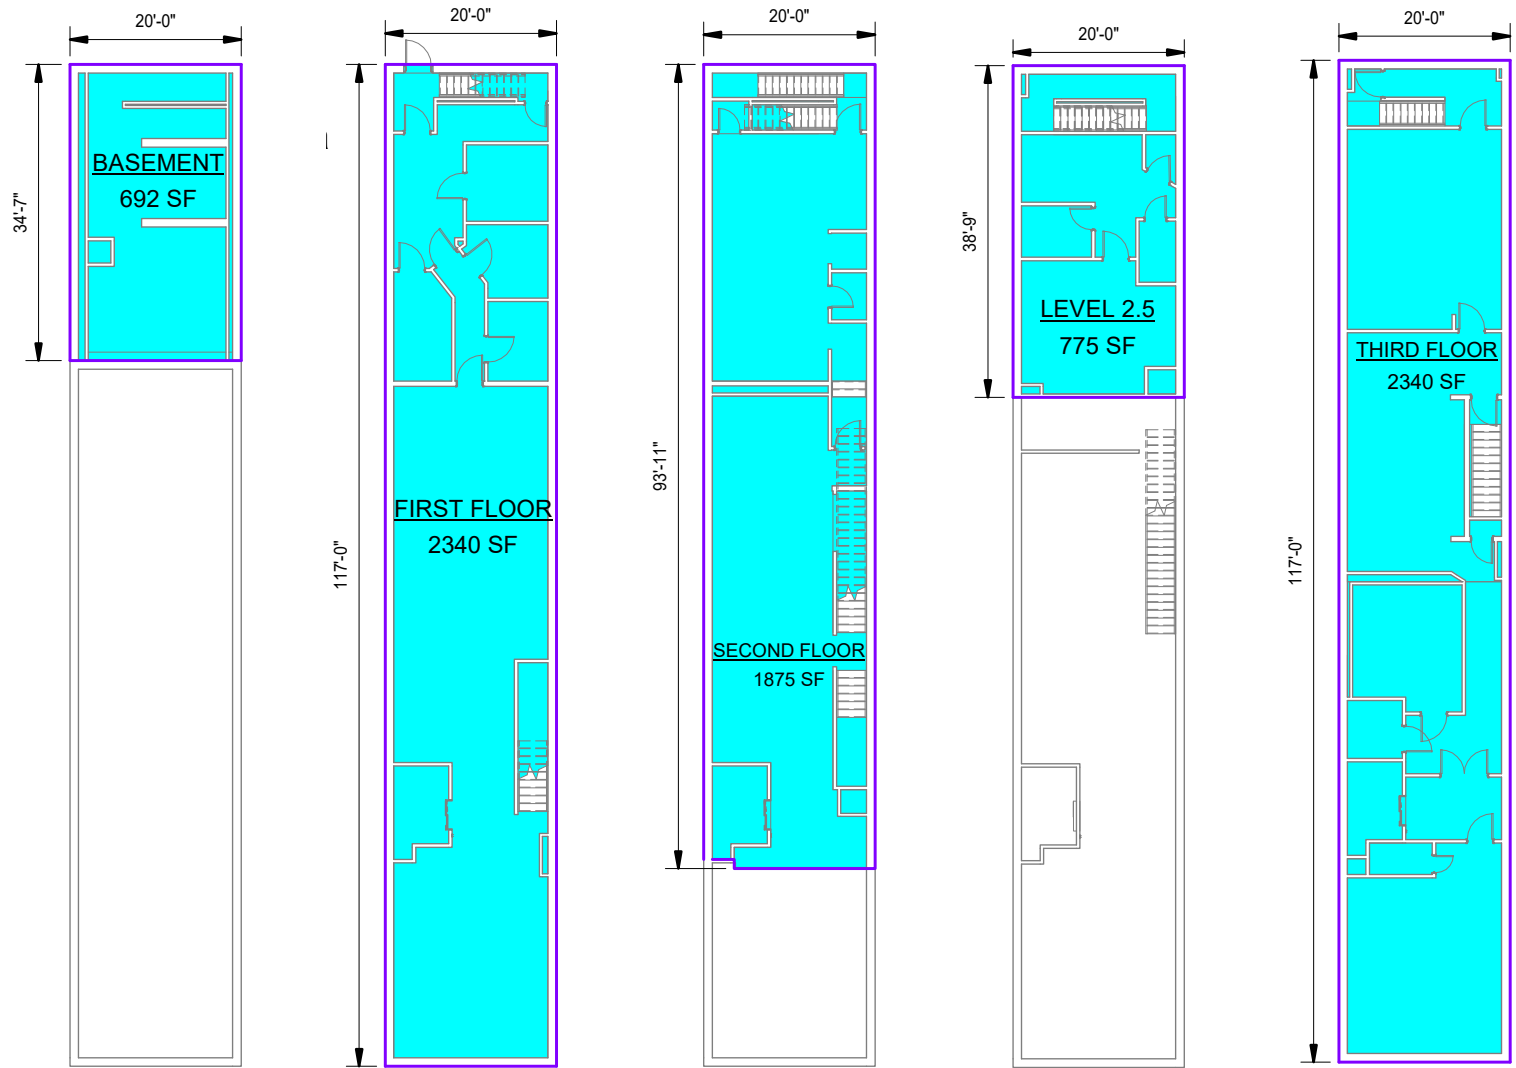 20'-0"
34'-7"
BASEMENT
692 SF
20'-0"
117'-0"
FIRST FLOOR
2340 SF
20'-0"
93'-11"
SECOND FLOOR
1875 SF
20'-0"
38'-9"
LEVEL 2.5
775 SF
20'-0"
117'-0"
THIRD FLOOR
2340 SF